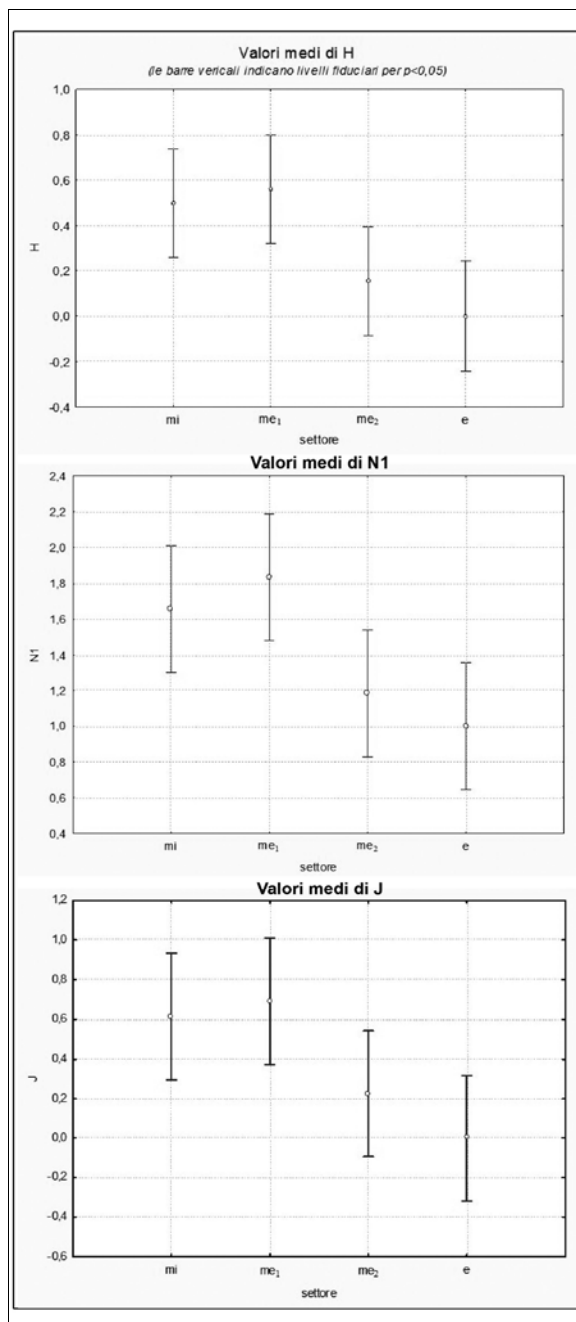 Valori medi di H
(le barre vericali indicano livelli fiduciari per p<0,05)
1,0
0,8
0,6
0,4
0,2
0,0
-0,2
-0,4
H
mi me₁ me₂ e
settore
Valori medi di N1
2,4
2,2
2,0
1,8
1,6
1,4
1,2
1,0
0,8
0,6
0,4
N1
mi me₁ me₂ e
settore
Valori medi di J
1,2
1,0
0,8
0,6
0,4
0,2
0,0
-0,2
-0,4
-0,6
J
mi me₁ me₂ e
settore